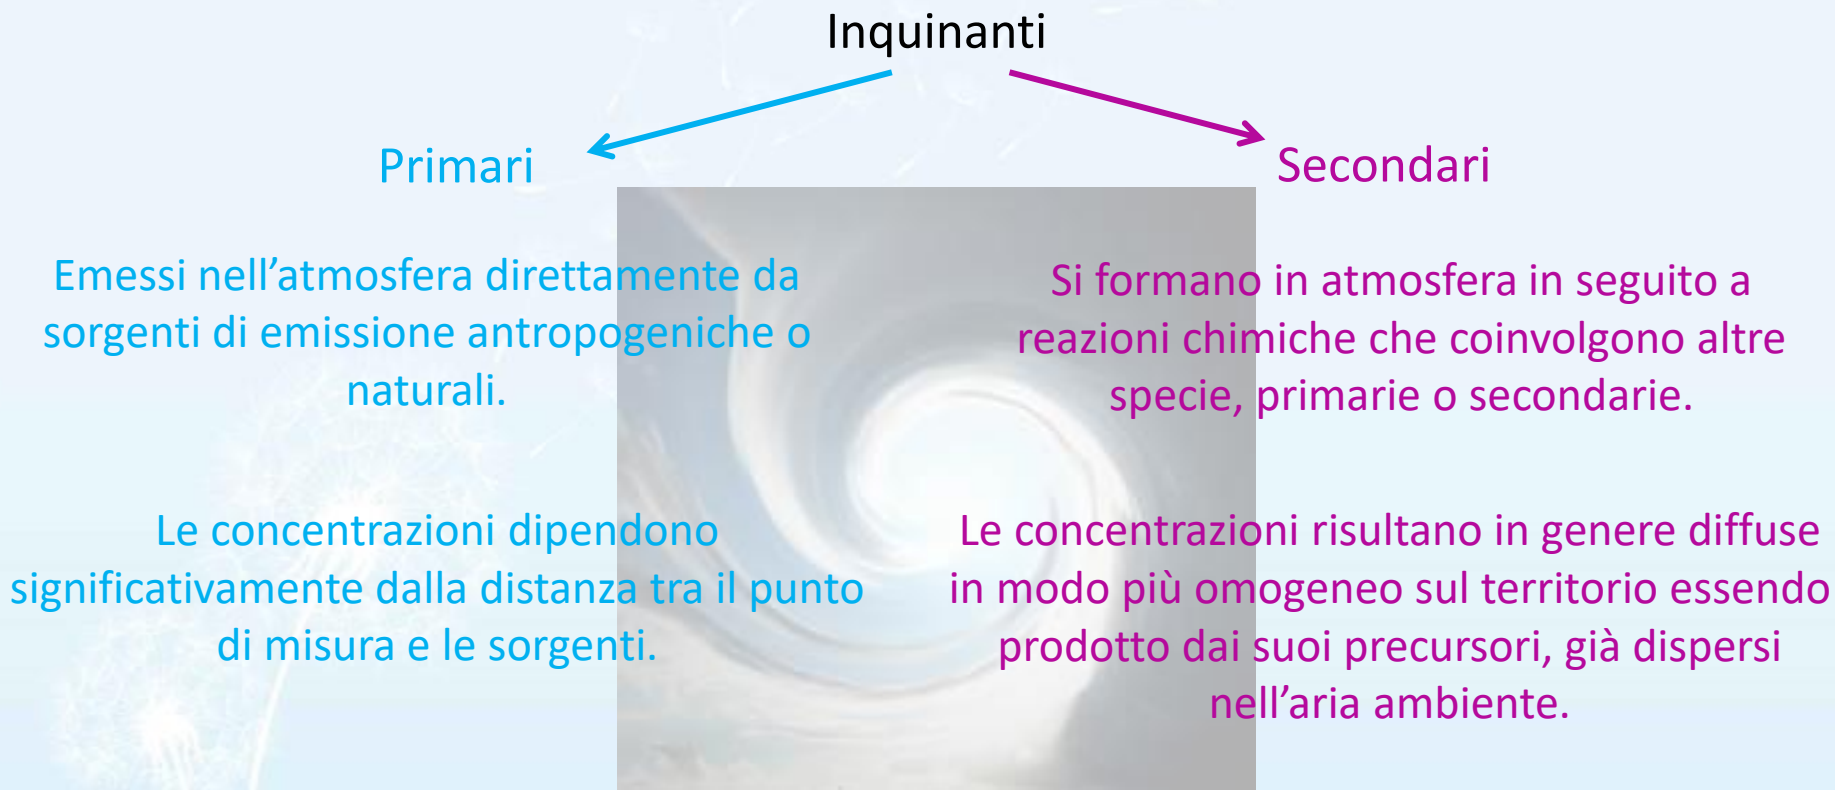 Inquinanti
Primari
Emessi nell’atmosfera direttamente da
sorgenti di emissione antropogeniche o
naturali.
Le concentrazioni dipendono
significativamente dalla distanza tra il punto
di misura e le sorgenti.
Secondari
Si formano in atmosfera in seguito a
reazioni chimiche che coinvolgono altre
specie, primarie o secondarie.
Le concentrazioni risultano in genere diffuse
in modo più omogeneo sul territorio essendo
prodotto dai suoi precursori, già dispersi
nell’aria ambiente.